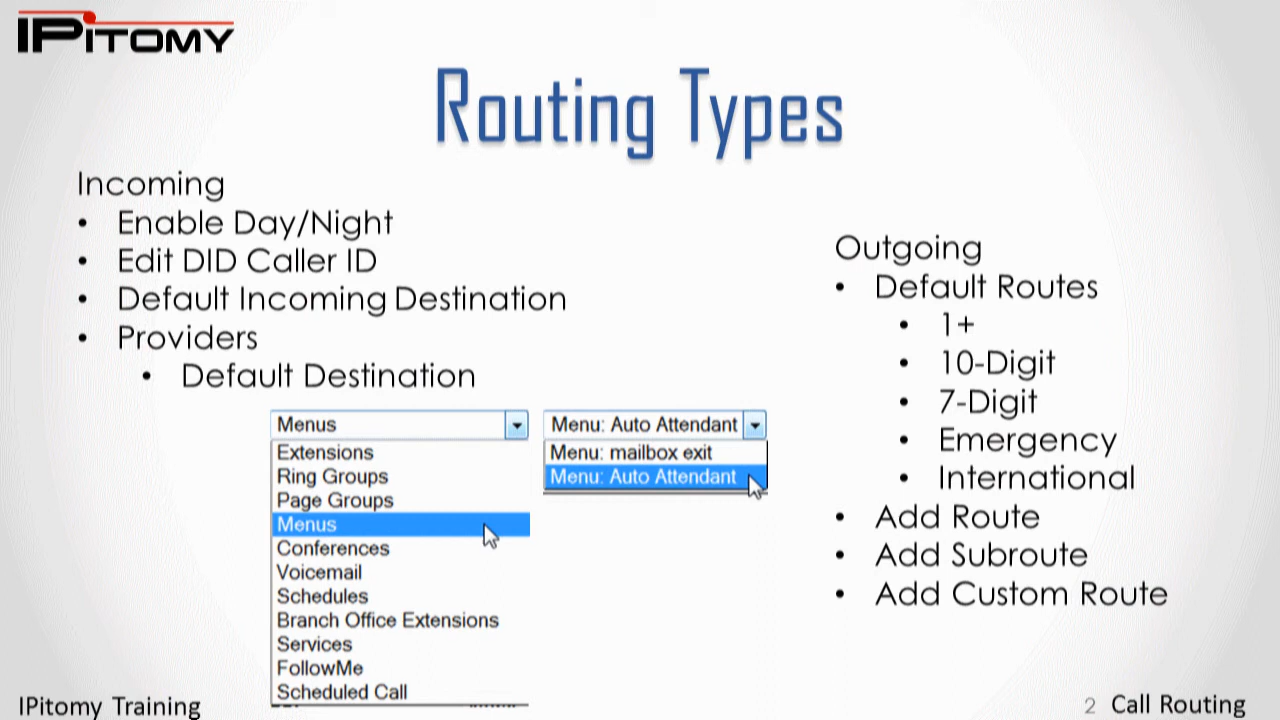 IPITOMY
Routing Types
Incoming
• Enable Day/Night
• Edit DID Caller ID
• Default Incoming Destination
• Providers
• Default Destination
Menus
Extensions
Ring Groups
Page Groups
Menus
Conferences
Voicemail
Schedules
Branch Office Extensions
Services
FollowMe
Scheduled Call
Menu: Auto Attendant
Menu: mailbox exit
Menu: Auto Attendant
Outgoing
• Default Routes
• 1+
• 10-Digit
• 7-Digit
• Emergency
• International
• Add Route
• Add Subroute
• Add Custom Route
IPitomy Training
2 Call Routing